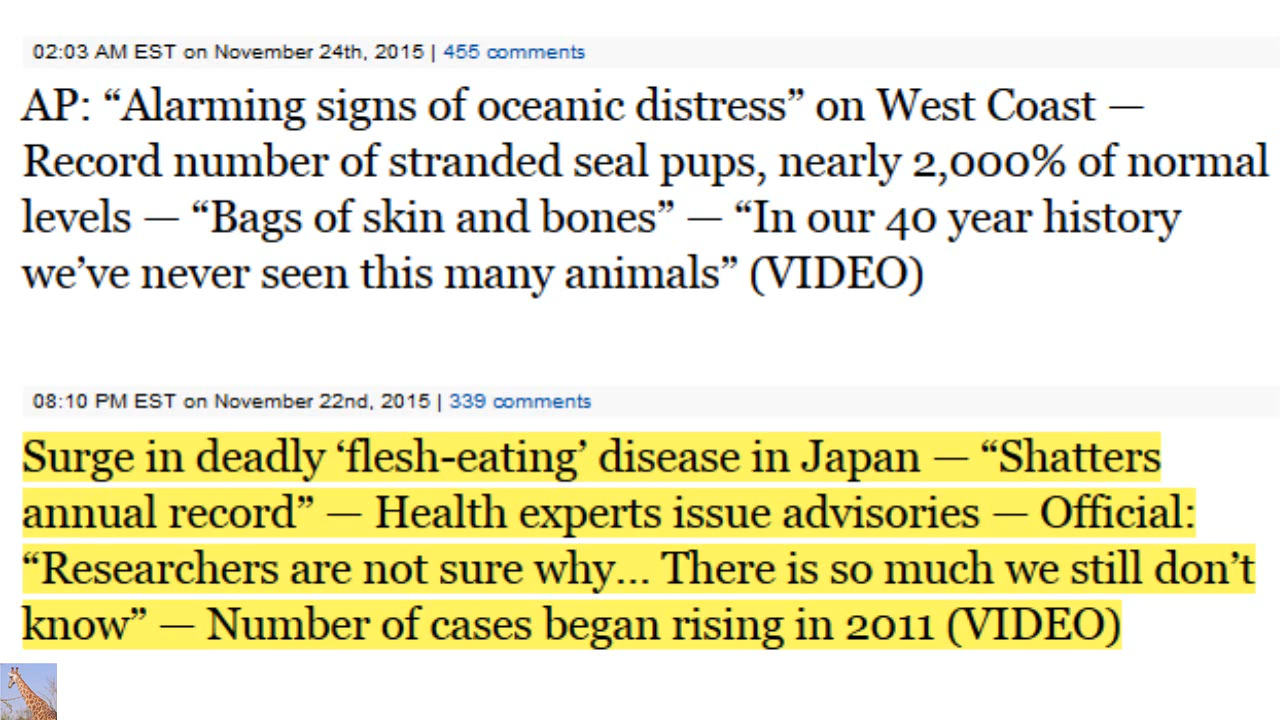 02:03 AM EST on November 24th, 2015 | 455 comments
AP: “Alarming signs of oceanic distress” on West Coast —
Record number of stranded seal pups, nearly 2,000% of normal
levels — “Bags of skin and bones” — “In our 40 year history
we’ve never seen this many animals” (VIDEO)
08:10 PM EST on November 22nd, 2015 | 339 comments
Surge in deadly ‘flesh-eating’ disease in Japan — “Shatters
annual record” — Health experts issue advisories — Official:
“Researchers are not sure why... There is so much we still don’t
know” — Number of cases began rising in 2011 (VIDEO)